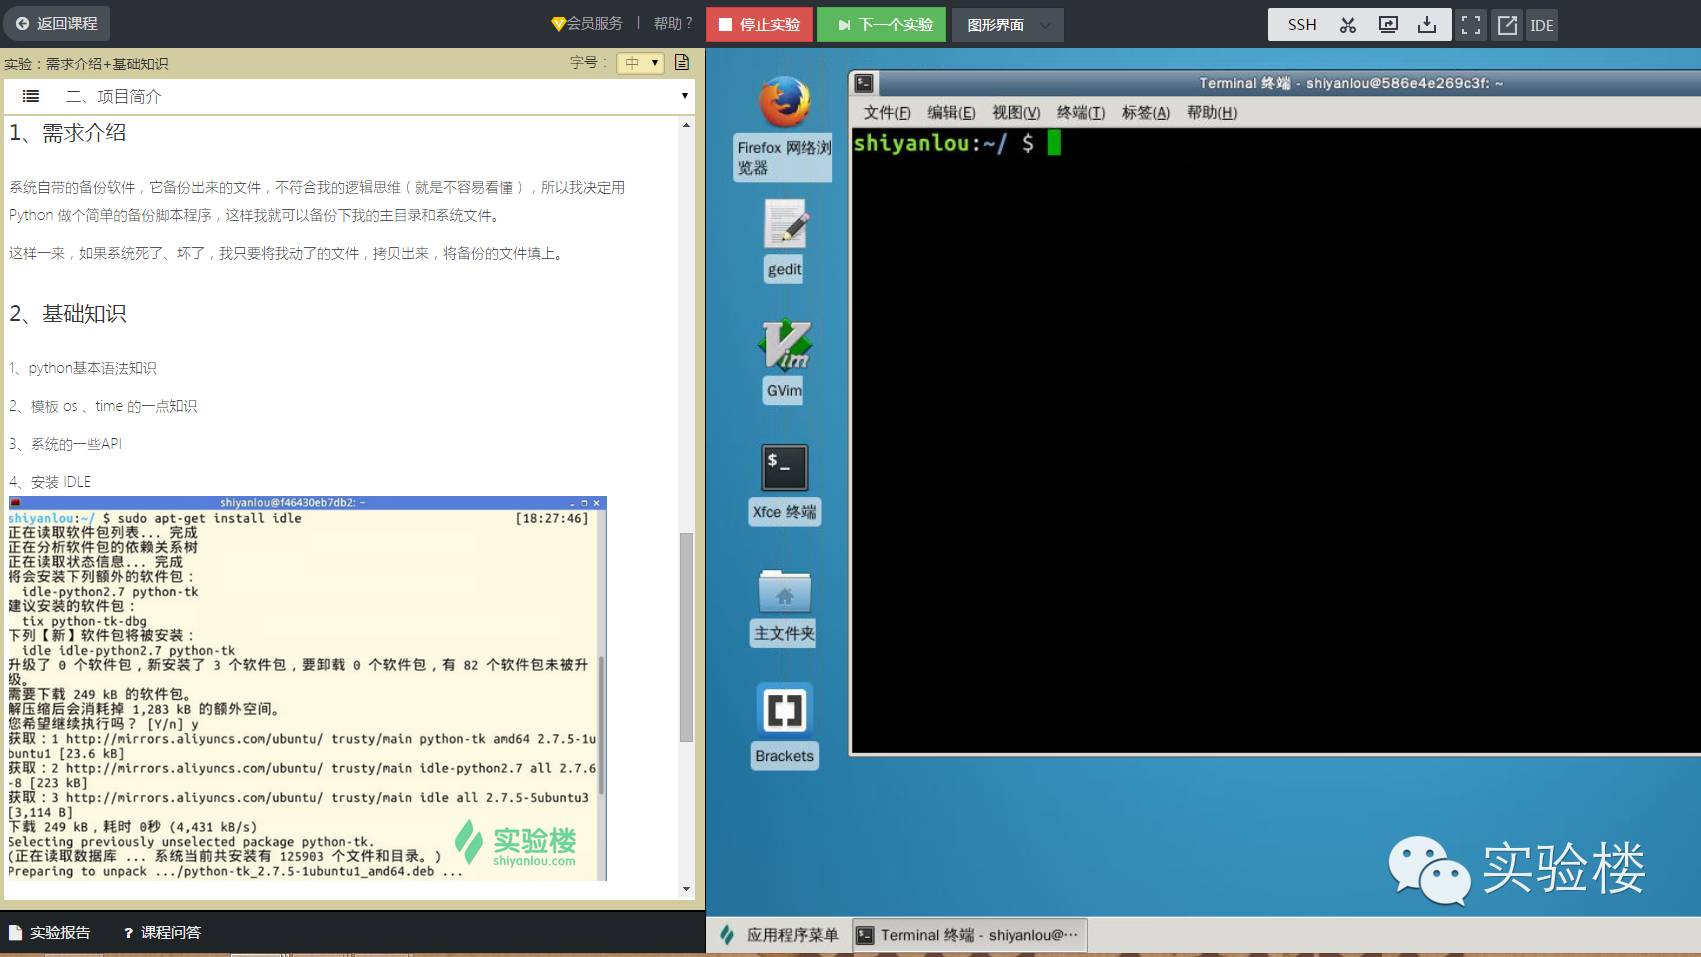 返回课程
会员服务 | 帮助 ?
停止实验
下一个实验
图形界面
SSH
IDE
实验：需求介绍+基础知识
字号： 中
二、项目简介
1、需求介绍
系统自带的备份软件，它备份出来的文件，不符合我的逻辑思维（就是不容易看懂），所以我决定用
Python 做个简单的备份脚本程序，这样我就可以备份下我的主目录和系统文件。
这样一来，如果系统死了、坏了，我只要将我动了的文件，拷贝出来，将备份的文件填上。
2、基础知识
1、python基本语法知识
2、模板 os 、time 的一点知识
3、系统的一些API
4、安装 IDLE
shiyanlou@f46430eb7db2: ~
shiyanlou:~/ $ sudo apt-get install idle [18:27:46]
正在读取软件包列表... 完成
正在分析软件包的依赖关系树
正在读取状态信息... 完成
将会安装下列额外的软件包：
idle-python2.7 python-tk
建议安装的软件包：
tix python-tk-dbg
下列【新】软件包将被安装：
idle idle-python2.7 python-tk
升级了 0 个软件包，新安装了 3 个软件包，要卸载 0 个软件包，有 82 个软件包未被升
级。
需要下载 249 kB 的软件包。
解压缩后会消耗掉 1,283 kB 的额外空间。
您希望继续执行吗？ [Y/n] y
获取：1 http://mirrors.aliyuncs.com/ubuntu/ trusty/main python-tk amd64 2.7.5-1u
buntu1 [23.6 kB]
获取：2 http://mirrors.aliyuncs.com/ubuntu/ trusty/main idle-python2.7 all 2.7.6
-8 [223 kB]
获取：3 http://mirrors.aliyuncs.com/ubuntu/ trusty/main idle all 2.7.5-5ubuntu3
[3,114 B]
下载 249 kB，耗时 0秒 (4,431 kB/s)
Selecting previously unselected package python-tk.
(正在读取数据库 ... 系统当前共安装有 125903 个文件和目录。)
Preparing to unpack .../python-tk_2.7.5-1ubuntu1_amd64.deb ...
实验楼
shiyanlou.com
实验报告
? 课程问答
Firefox 网络浏
览器
gedit
GVim
$_
Xfce 终端
主文件夹
Brackets
Terminal 终端 - shiyanlou@586e4e269c3f: ~
文件(F) 编辑(E) 视图(V) 终端(T) 标签(A) 帮助(H)
shiyanlou:~/ $
实验楼
应用程序菜单
Terminal 终端 - shiyanlou@···